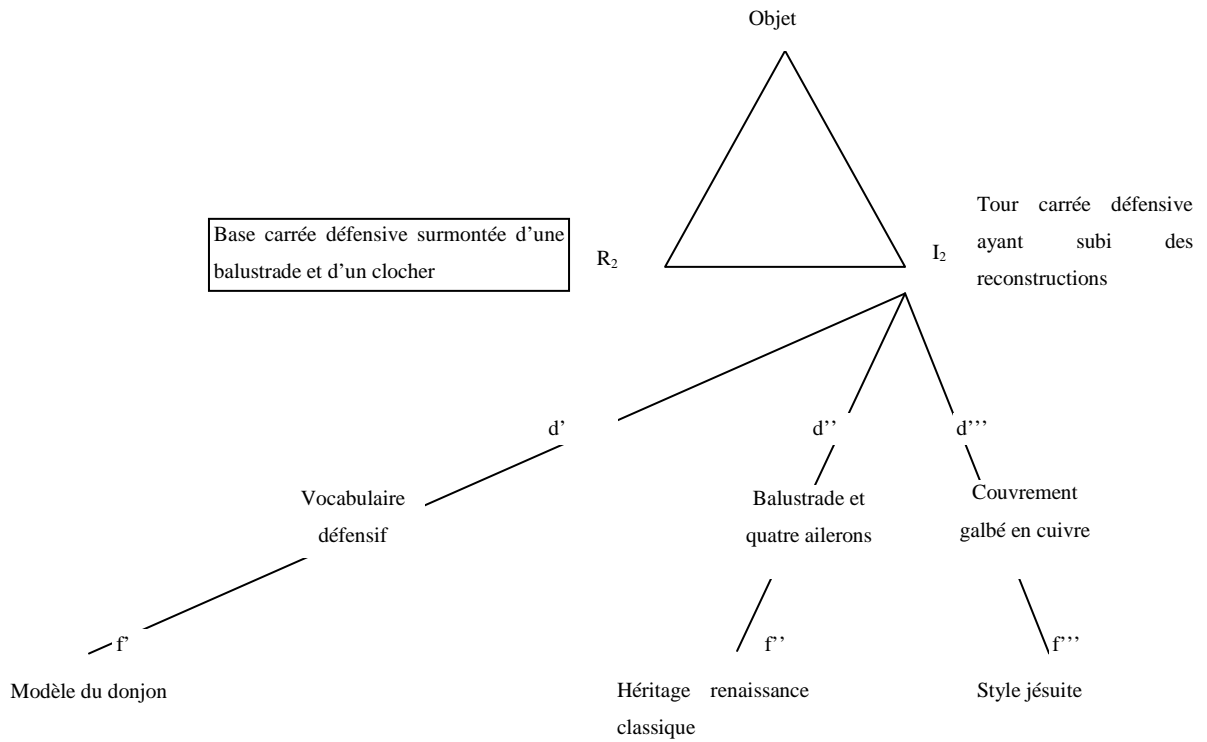 Objet
Base carrée défensive surmontée d’une
balustrade et d’un clocher
R₂
I₂
Tour carrée défensive
ayant subi des
reconstructions
d’
d’’
d’’’
Vocabulaire
défensif
Balustrade et
quatre ailerons
Couvrement
galbé en cuivre
f’
f’’
f’’’
Modèle du donjon
Héritage renaissance
classique
Style jésuite